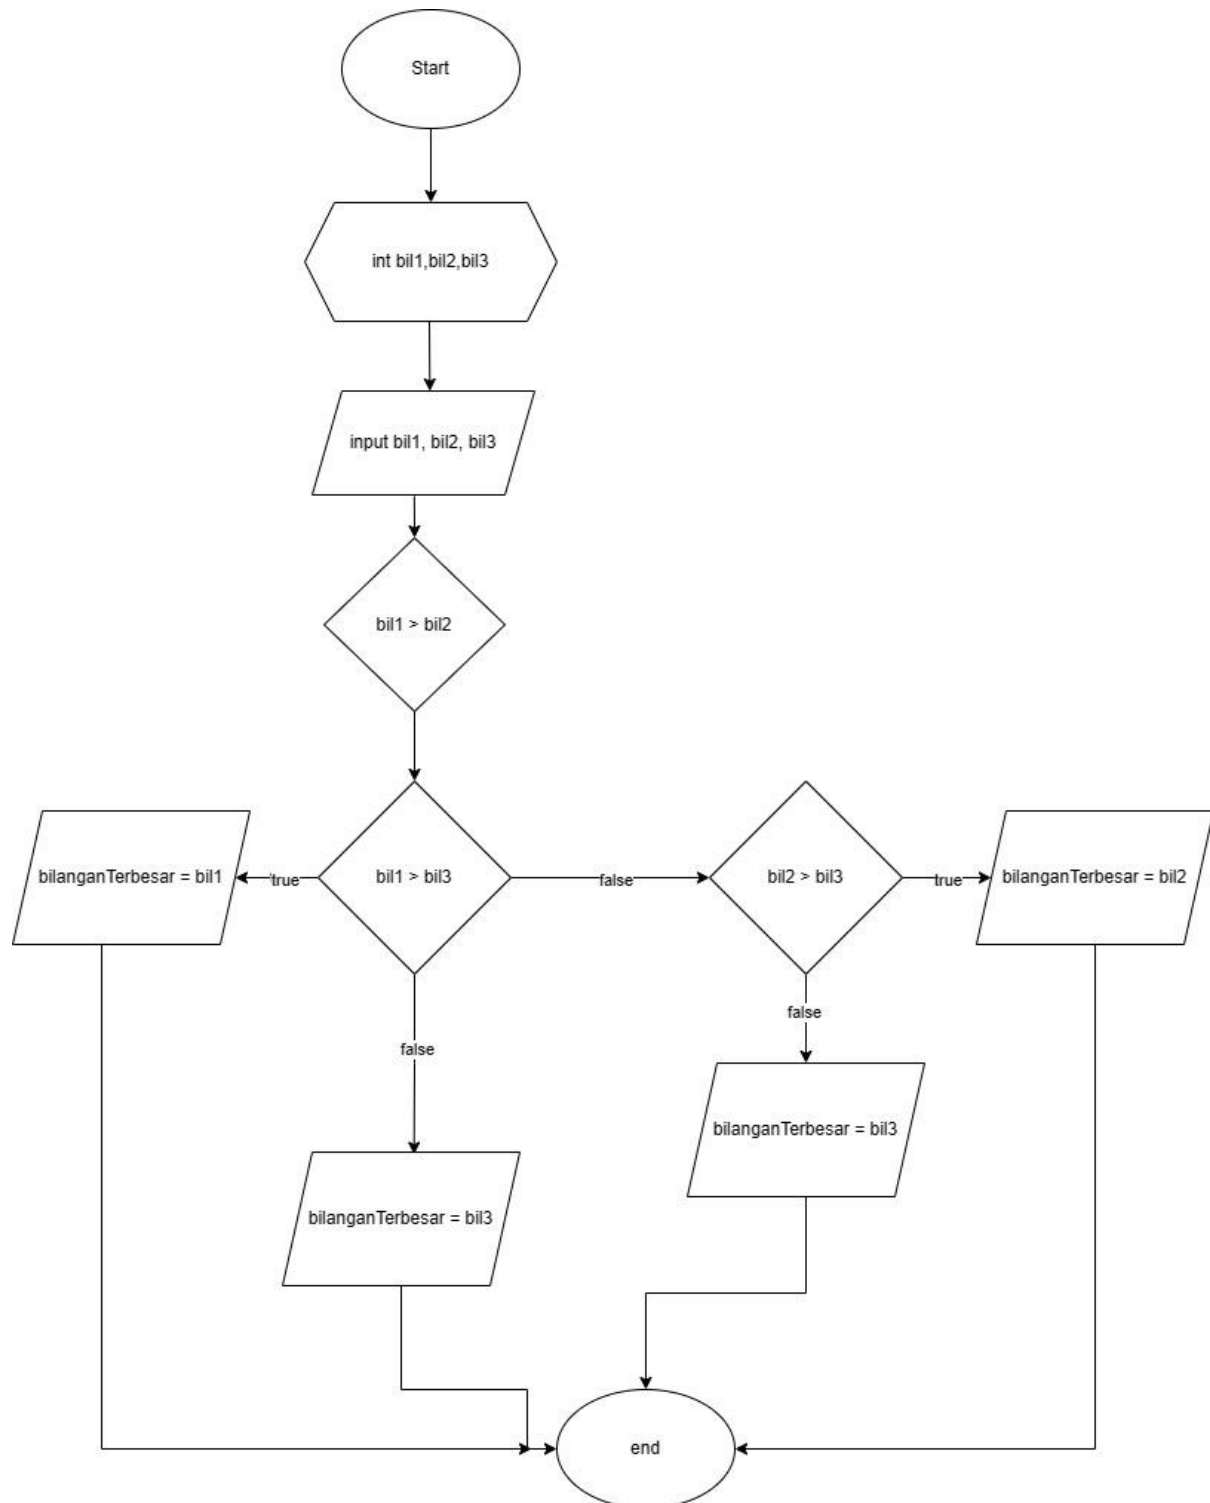 Start
int bil1,bil2,bil3
input bil1, bil2, bil3
bil1 > bil2
bilanganTerbesar = bil1
true
bil1 > bil3
false
bil2 > bil3
true
bilanganTerbesar = bil2
false
false
bilanganTerbesar = bil3
bilanganTerbesar = bil3
end